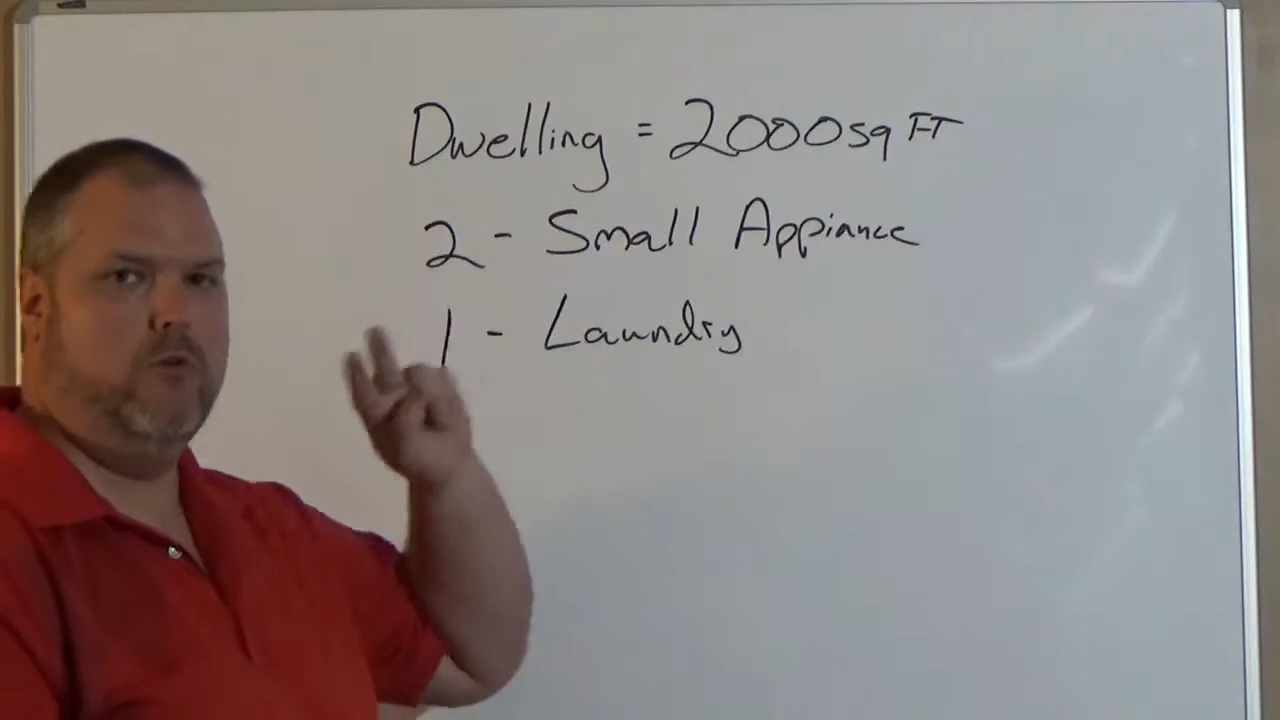 Dwelling = 2000sq FT
2 - Small Appiance
1 - Laundry